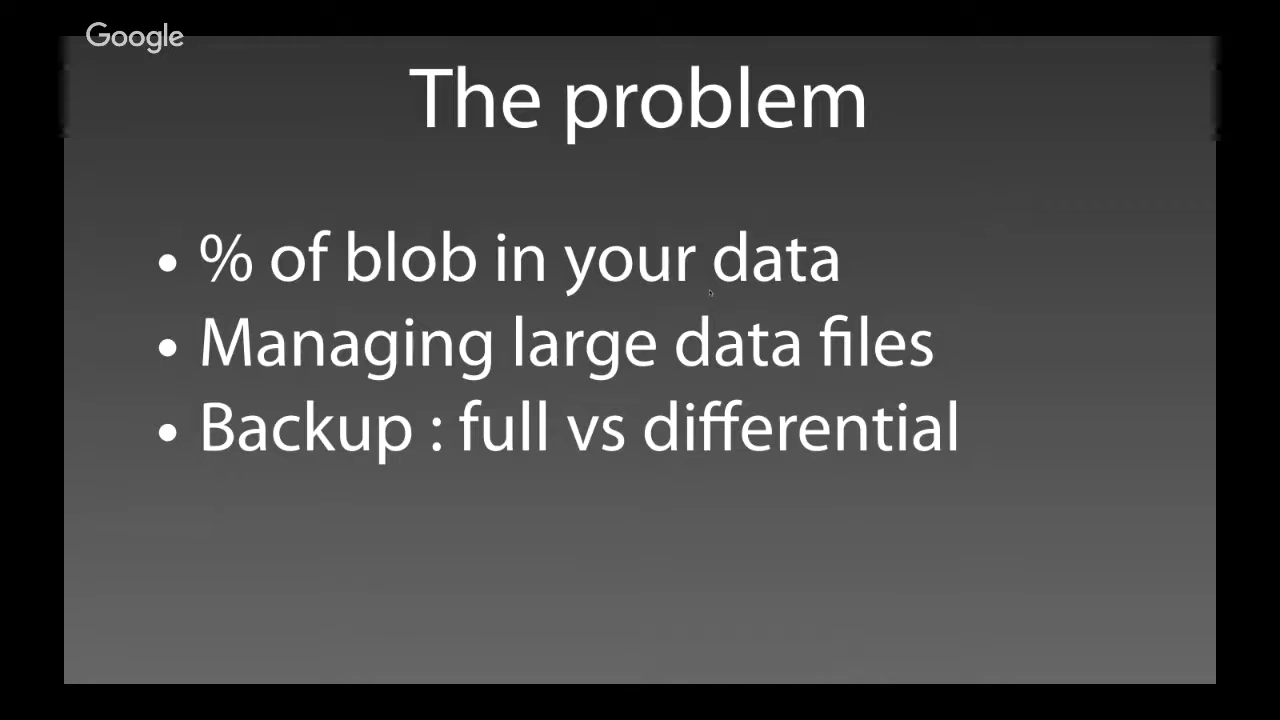 Google
The problem
• % of blob in your data
• Managing large data files
• Backup : full vs differential